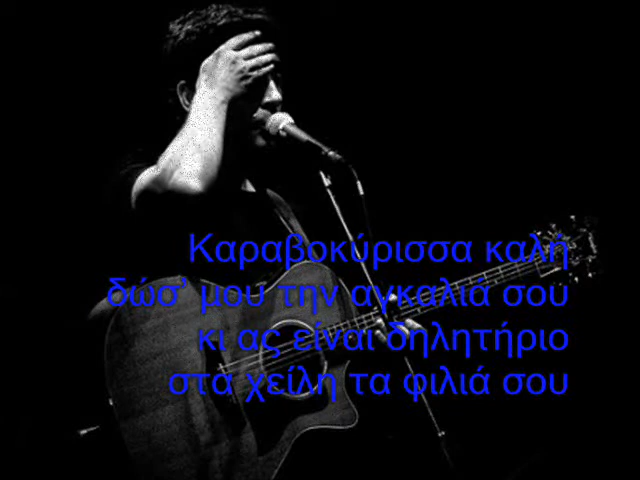 Καραβοκύρισσα καλή
δώσ' μου την αγκαλιά σου
κι ας είναι δηλητήριο
στα χείλη τα φιλιά σου